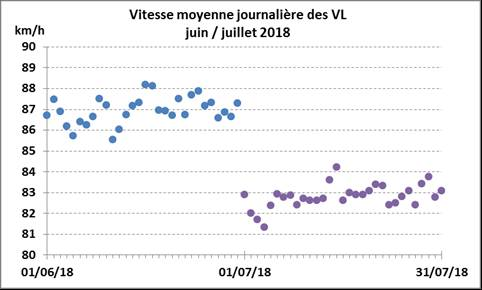 Vitesse moyenne journalière des VL
juin / juillet 2018
km/h
90
89
88
87
86
85
84
83
82
81
80
01/06/18 01/07/18 31/07/18